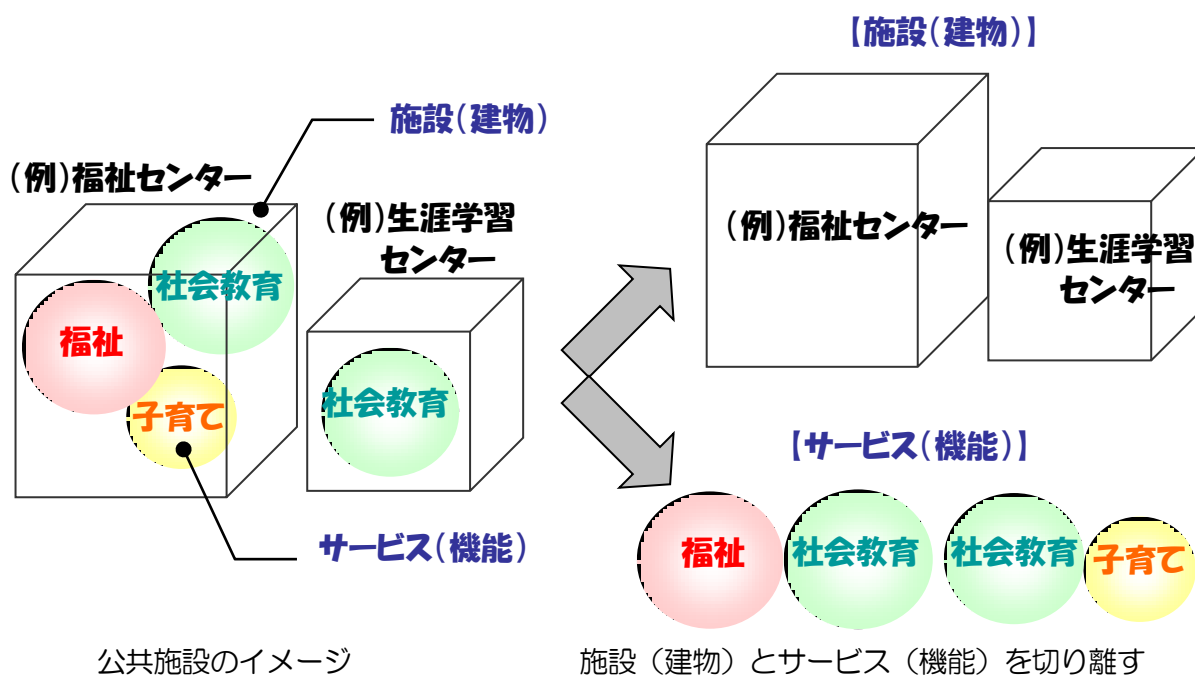 施設(建物)
(例)福祉センター
(例)生涯学習
センター
社会教育
福祉
子育て
社会教育
サービス(機能)
公共施設のイメージ
【施設(建物)】
(例)福祉センター
(例)生涯学習
センター
【サービス(機能)】
福祉
社会教育
社会教育
子育て
施設（建物）とサービス（機能）を切り離す